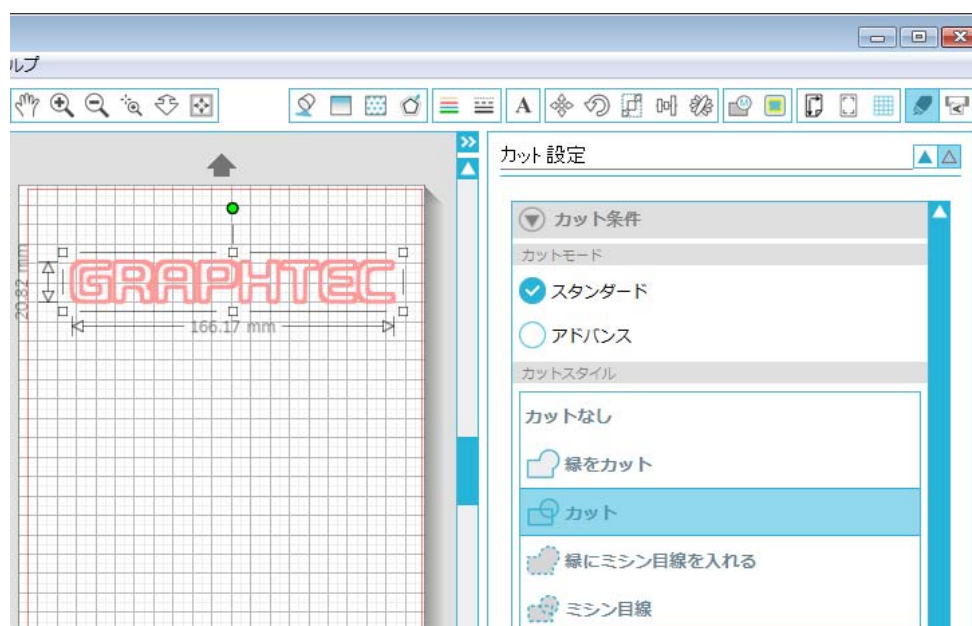 ルプ
A
カット設定
カット条件
カットモード
スタンダード
アドバンス
カットスタイル
カットなし
縁をカット
カット
縁にミシン目線を入れる
ミシン目線
20.82 mm
GRAPHTEC
166.17 mm